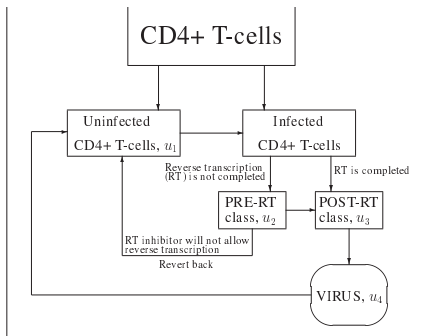 CD4+ T-cells
Uninfected
CD4+ T-cells, u₁
Infected
CD4+ T-cells
Reverse transcription
(RT) is not completed
RT is completed
PRE-RT
class, u₂
POST-RT
class, u₃
RT inhibitor will not allow
reverse transcription
Revert back
VIRUS, u₄